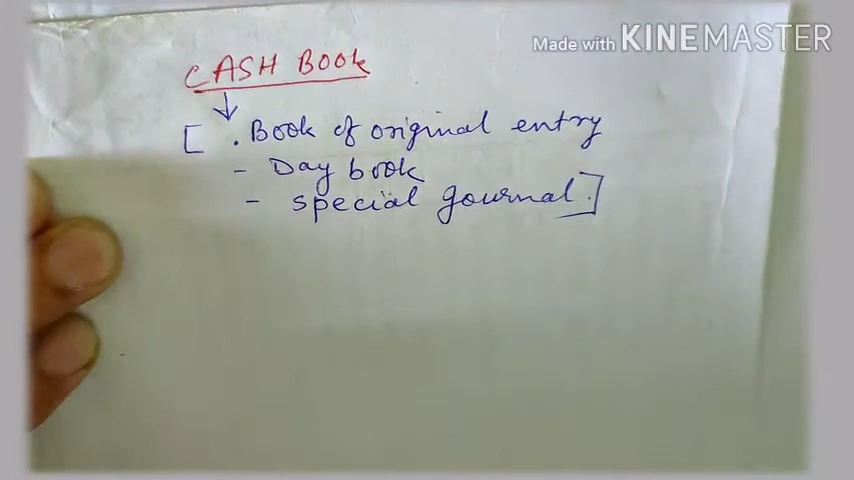 Made with KINEMASTER
CASH BOOK
[ . Book of original entry
- Day book
- special journal.]